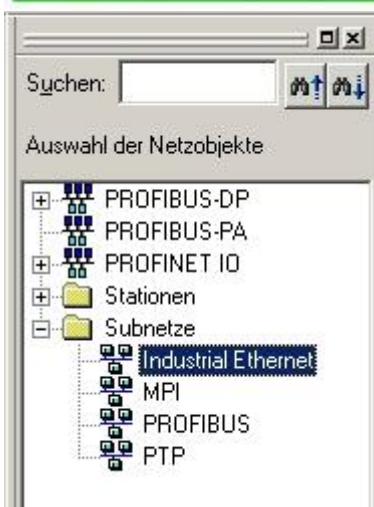 Suchen:
Auswahl der Netzobjekte
PROFIBUS-DP
PROFIBUS-PA
PROFINET IO
Stationen
Subnetze
Industrial Ethernet
MPI
PROFIBUS
PTP